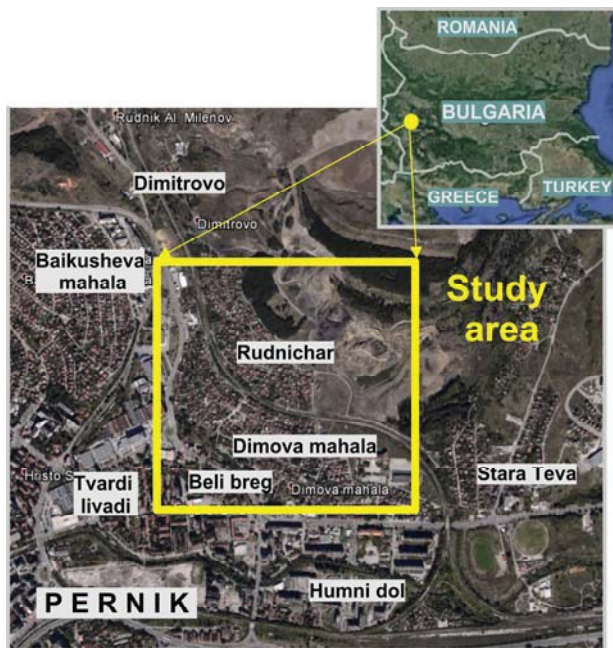 ROMANIA
BULGARIA
GREECE
TURKEY
Rudnik Al. Milenov
Dimitrovo
Dimitrovo
Baikusheva
mahala
Study
area
Rudnichar
Dimova mahala
Beli breg
Dimova mahala
Stara Teva
Hristo S
Tvardi
livadi
Humni dol
PERNIK